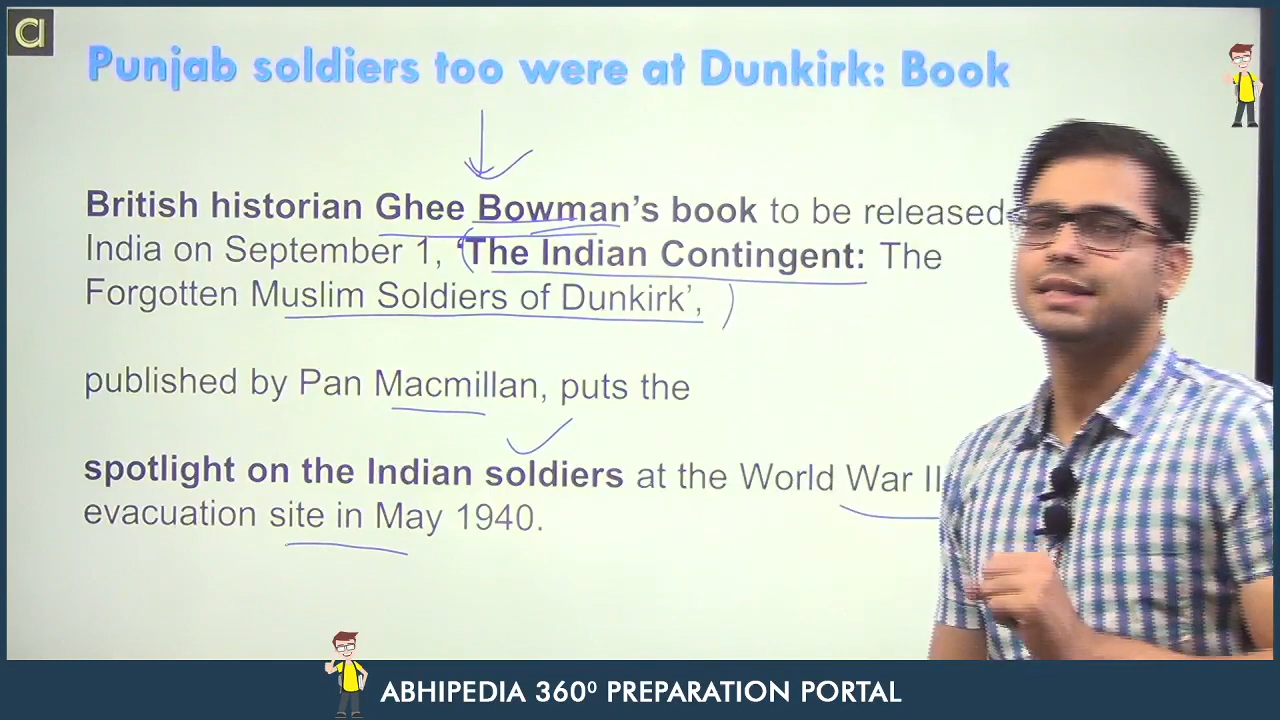 Punjab soldiers too were at Dunkirk: Book
British historian Ghee Bowman's book to be released
India on September 1, 'The Indian Contingent: The
Forgotten Muslim Soldiers of Dunkirk',
published by Pan Macmillan, puts the
spotlight on the Indian soldiers at the World War II
evacuation site in May 1940.
ABHIPEDIA 360⁰ PREPARATION PORTAL